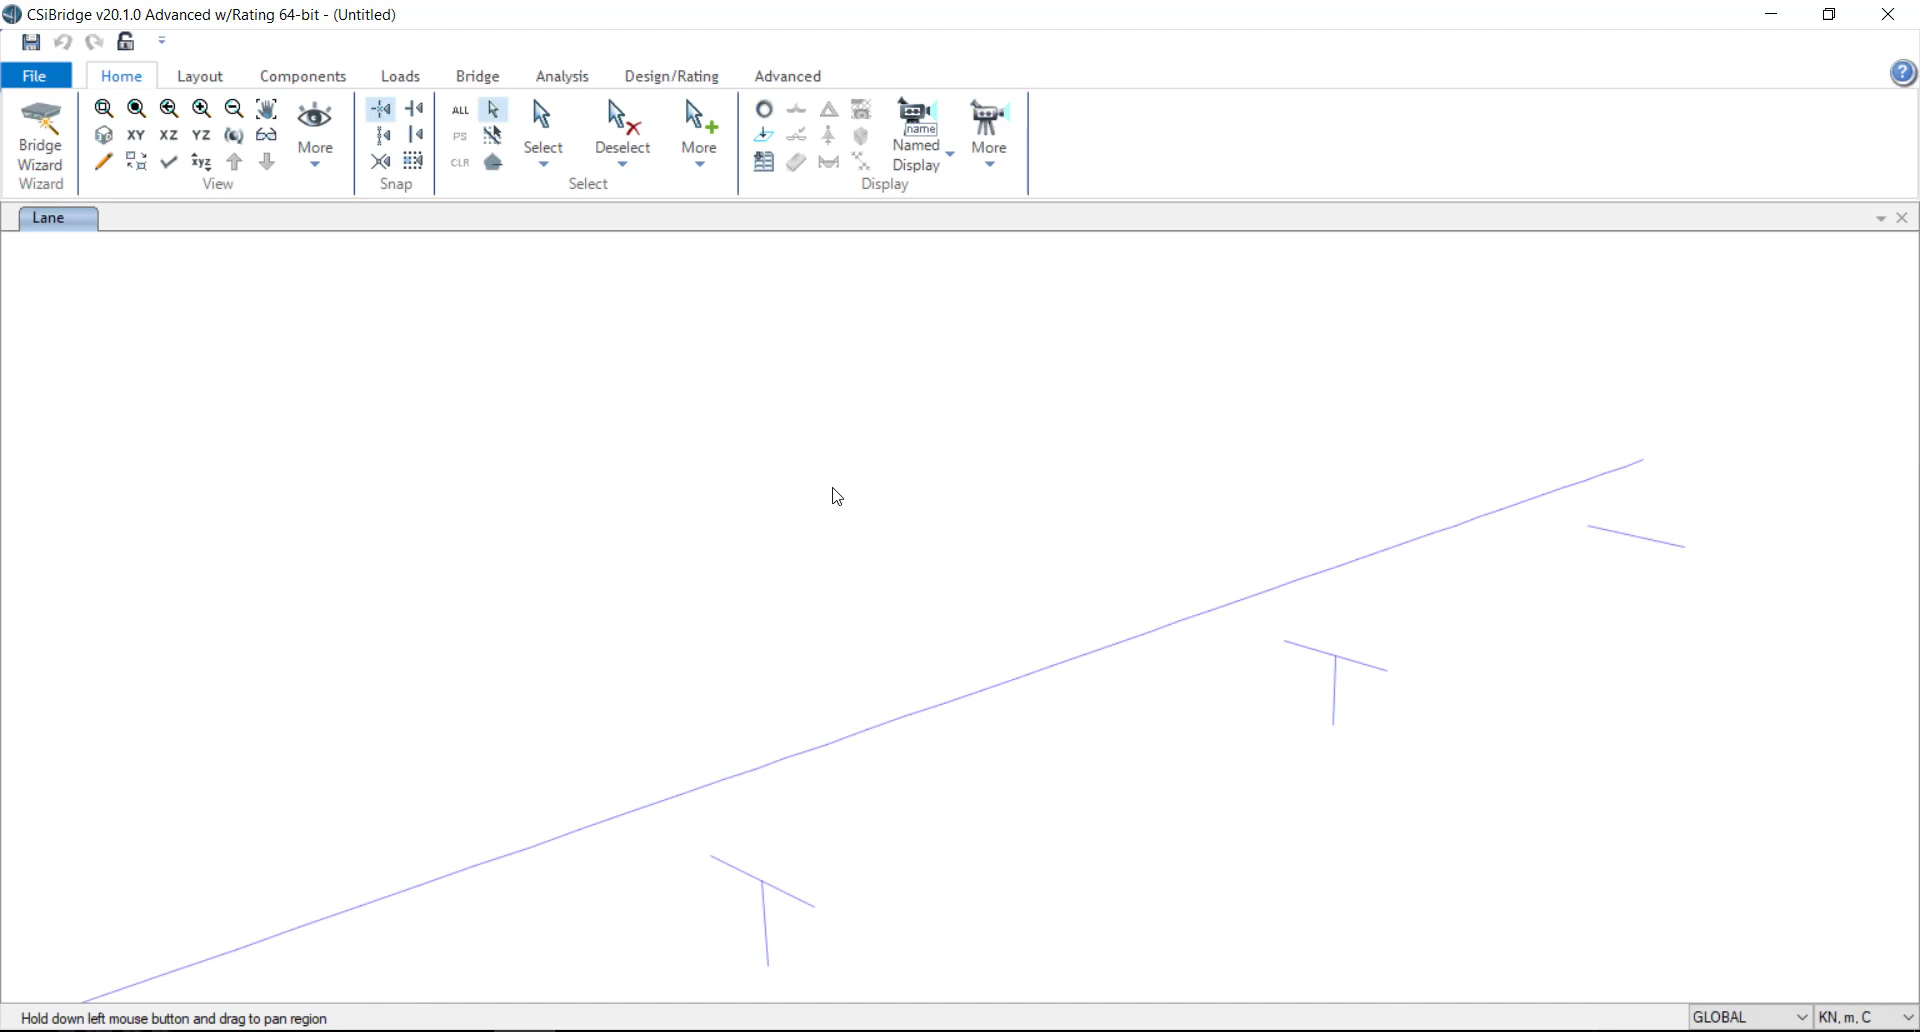 CSiBridge v20.1.0 Advanced w/Rating 64-bit - (Untitled)
File Home Layout Components Loads Bridge Analysis Design/Rating Advanced
?
Bridge
Wizard
Wizard
XY XZ YZ
xyz
More
View
Snap
ALL
PS
CLR
Select
Deselect
More
Select
name
Named
Display
More
Display
Lane
Hold down left mouse button and drag to pan region
GLOBAL
KN, m, C